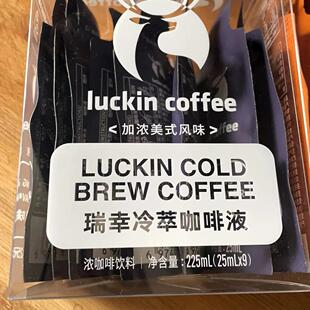 luckin coffee
<加浓美式风味>
LUCKIN COLD
BREW COFFEE
瑞幸冷萃咖啡液
浓咖啡饮料 | 净含量:225mL(25mLx9)